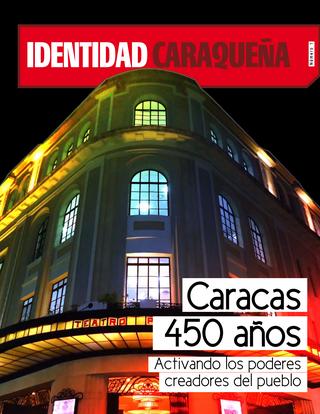 IDENTIDAD CARAQUEÑA
TEATRO
Caracas
450 años
Activando los poderes
creadores del pueblo